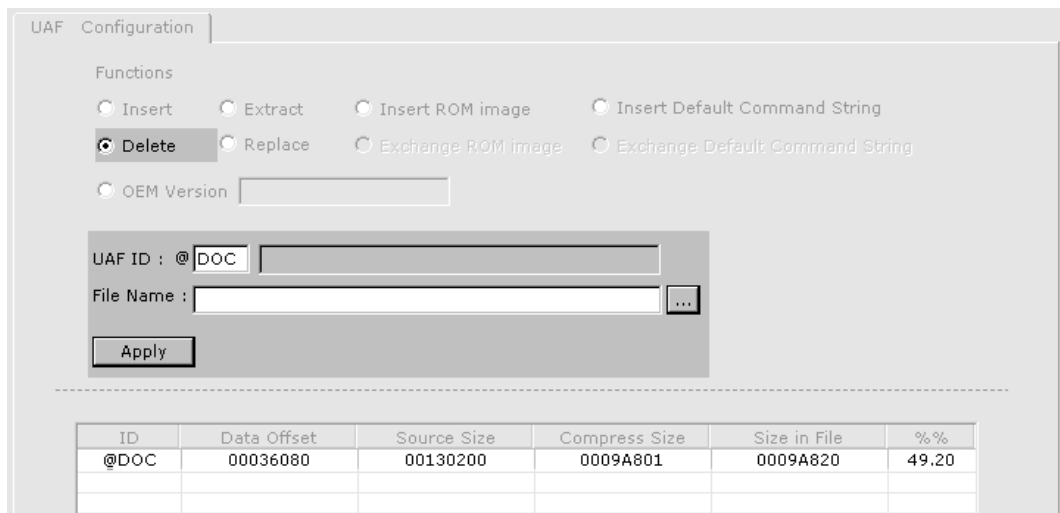 UAF Configuration
Functions
Insert Extract Insert ROM image Insert Default Command String
Delete Replace Exchange ROM image Exchange Default Command String
OEM Version
UAF ID : @ DOC
File Name : ...
Apply
ID Data Offset Source Size Compress Size Size in File %%
@DOC 00036080 00130200 0009A801 0009A820 49.20